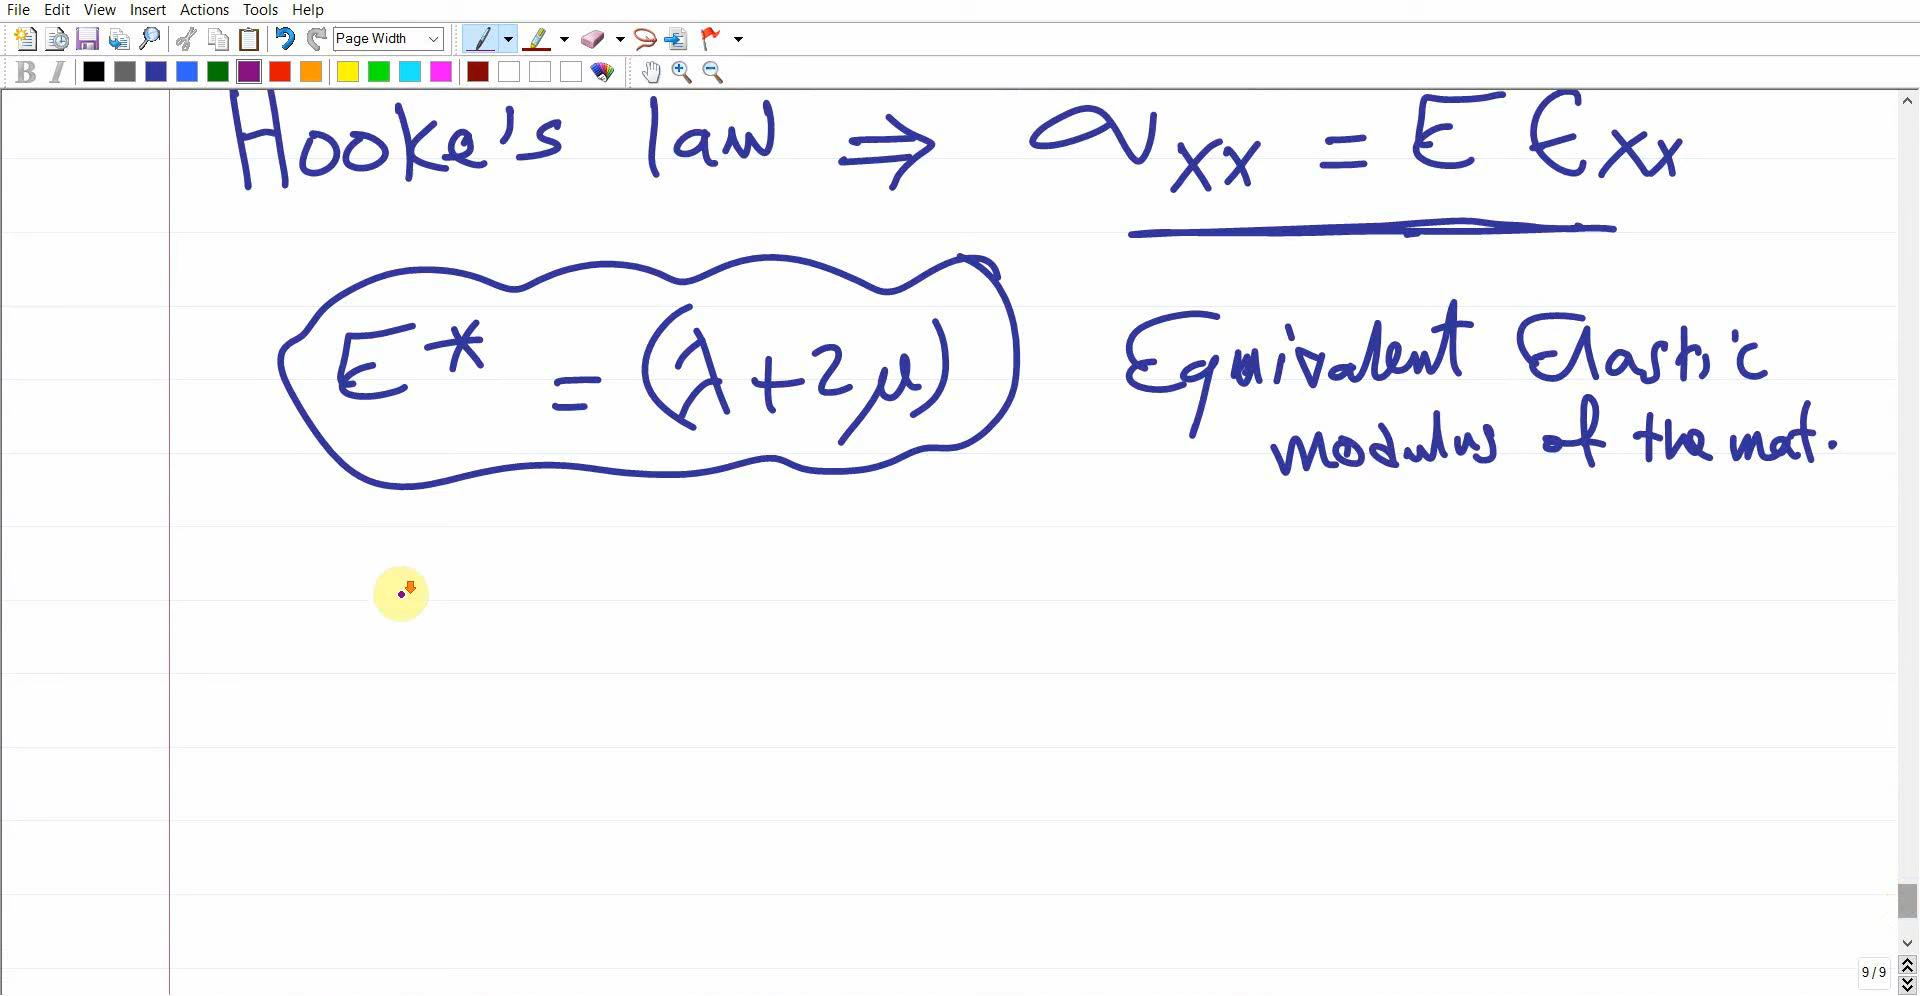 File Edit View Insert Actions Tools Help
Page Width
B I
Hooke's law ⇒ σxx = E Exx
E* = (λ+2μ) Equivalent Elastic
modulus of the mat.
9/9